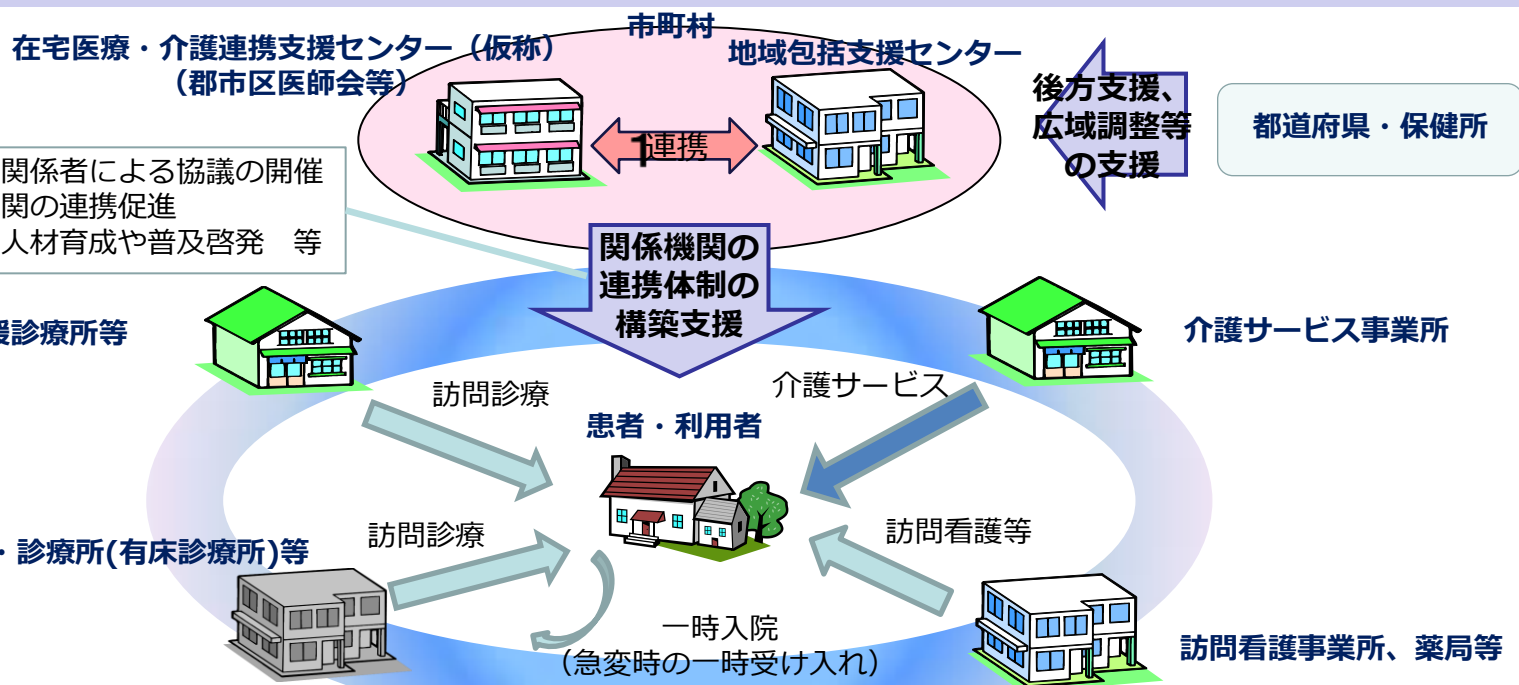 市町村
在宅医療・介護連携支援センター（仮称）
（郡市区医師会等）
地域包括支援センター
後方支援、
広域調整等
の支援
都道府県・保健所
連携
1
関係者による協議の開催
関の連携促進
人材育成や普及啓発　等
関係機関の
連携体制の
構築支援
援診療所等
介護サービス事業所
訪問診療
介護サービス
患者・利用者
・診療所(有床診療所)等
訪問診療
訪問看護等
一時入院
（急変時の一時受け入れ）
訪問看護事業所、薬局等